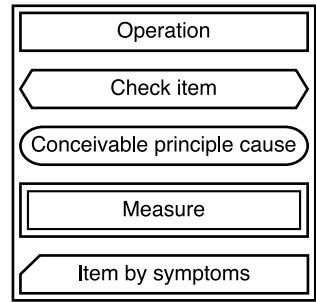 Operation
Check item
Conceivable principle cause
Measure
Item by symptoms